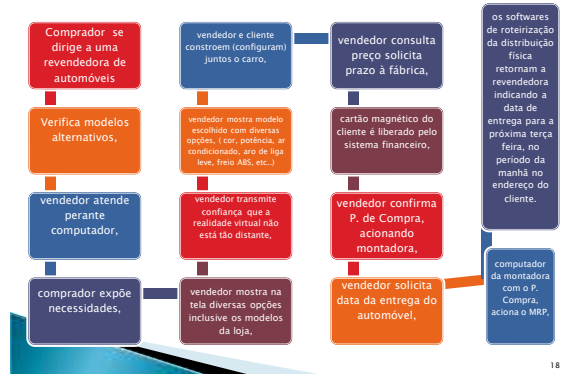 Comprador se
dirige a uma
revendedora de
automóveis
Verifica modelos
alternativos,
vendedor atende
perante
computador,
comprador expõe
necessidades,
vendedor mostra na
tela diversas opções
inclusive os modelos
da loja,
vendedor transmite
confiança que a
realidade virtual não
está tão distante,
vendedor mostra modelo
escolhido com diversas
opções, ( cor, potência, ar
condicionado, aro de liga
leve, freio ABS, etc..)
vendedor e cliente
constroem (configuram)
juntos o carro,
vendedor consulta
preço solicita
prazo à fábrica,
cartão magnético do
cliente é liberado pelo
sistema financeiro,
vendedor confirma
P. de Compra,
acionando
montadora,
vendedor solicita
data da entrega do
automóvel,
computador
da montadora
com o P.
Compra,
aciona o MRP,
os softwares
de roteirização
da distribuição
física
retornam a
revendedora
indicando a
data de
entrega para a
próxima terça
feira, no
período da
manhã no
endereço do
cliente.
18